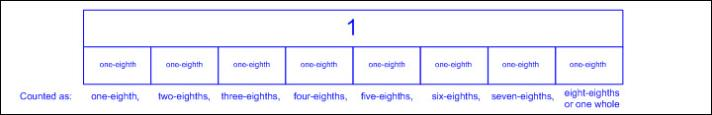 1
one-eighth one-eighth one-eighth one-eighth one-eighth one-eighth one-eighth one-eighth
Counted as: one-eighth, two-eighths, three-eighths, four-eighths, five-eighths, six-eighths, seven-eighths, eight-eighths
or one whole